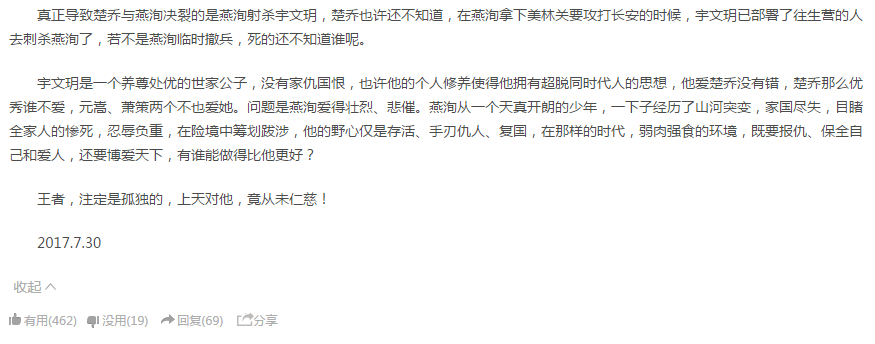 真正导致楚乔与燕洵决裂的是燕洵射杀宇文玥，楚乔也许还不知道，在燕洵拿下美林关要攻打长安的时候，宇文玥已部署了往生营的人
去刺杀燕洵了，若不是燕洵临时撤兵，死的还不知道谁呢。
宇文玥是一个养尊处优的世家公子，没有家仇国恨，也许他的个人修养使得他拥有超脱同时代人的思想，他爱楚乔没有错，楚乔那么优
秀谁不爱，元嵩、萧策两个不也爱她。问题是燕洵爱得壮烈、悲催。燕洵从一个天真开朗的少年，一下子经历了山河突变，家国尽失，目睹
全家人的惨死，忍辱负重，在险境中筹划跋涉，他的野心仅是存活、手刃仇人、复国，在那样的时代，弱肉强食的环境，既要报仇、保全自
己和爱人，还要博爱天下，有谁能做得比他更好？
王者，注定是孤独的，上天对他，竟从未仁慈！
2017.7.30
收起
有用(462) 没用(19) 回复(69) 分享